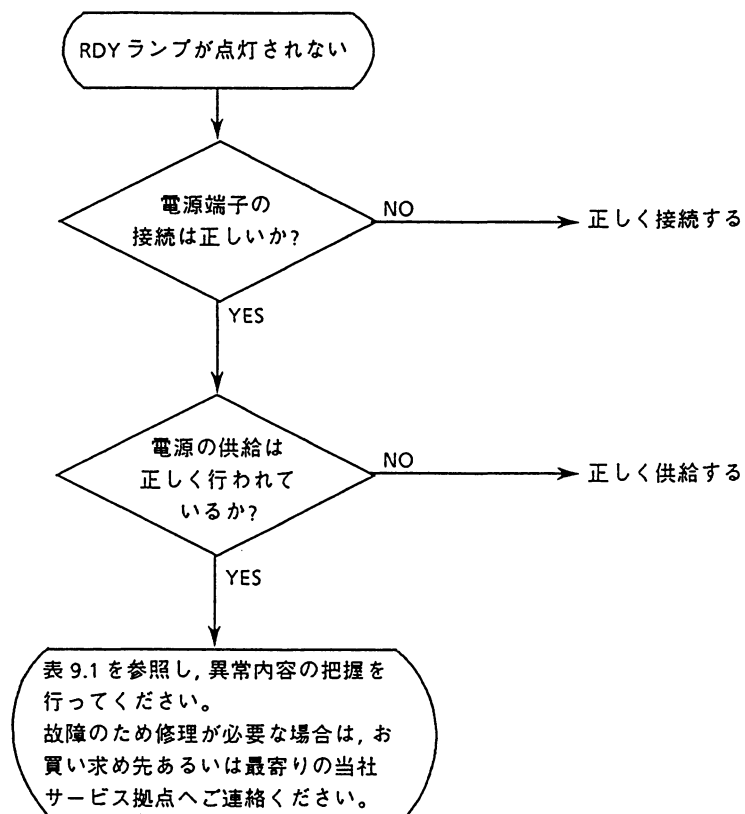 RDY ランプが点灯されない
電源端子の
接続は正しいか?
NO
正しく接続する
YES
電源の供給は
正しく行われて
いるか?
NO
正しく供給する
YES
表 9.1 を参照し, 異常内容の把握を
行ってください。
故障のため修理が必要な場合は, お
買い求め先あるいは最寄りの当社
サービス拠点へご連絡ください。